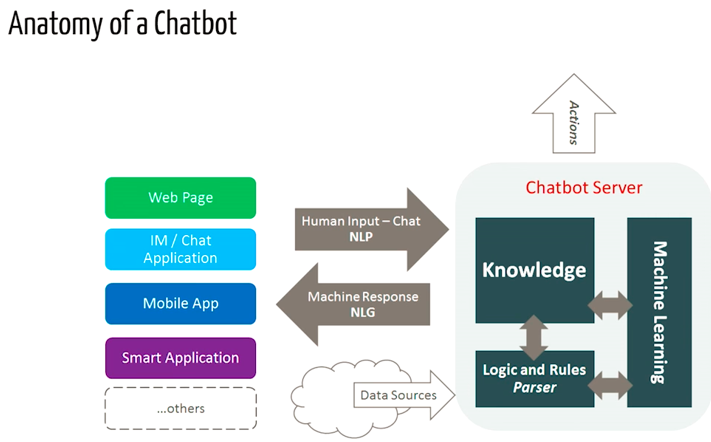 Anatomy of a Chatbot
Actions
Chatbot Server
Web Page
IM / Chat
Application
Mobile App
Smart Application
...others
Human Input – Chat
NLP
Machine Response
NLG
Data Sources
Knowledge
Logic and Rules
Parser
Machine Learning